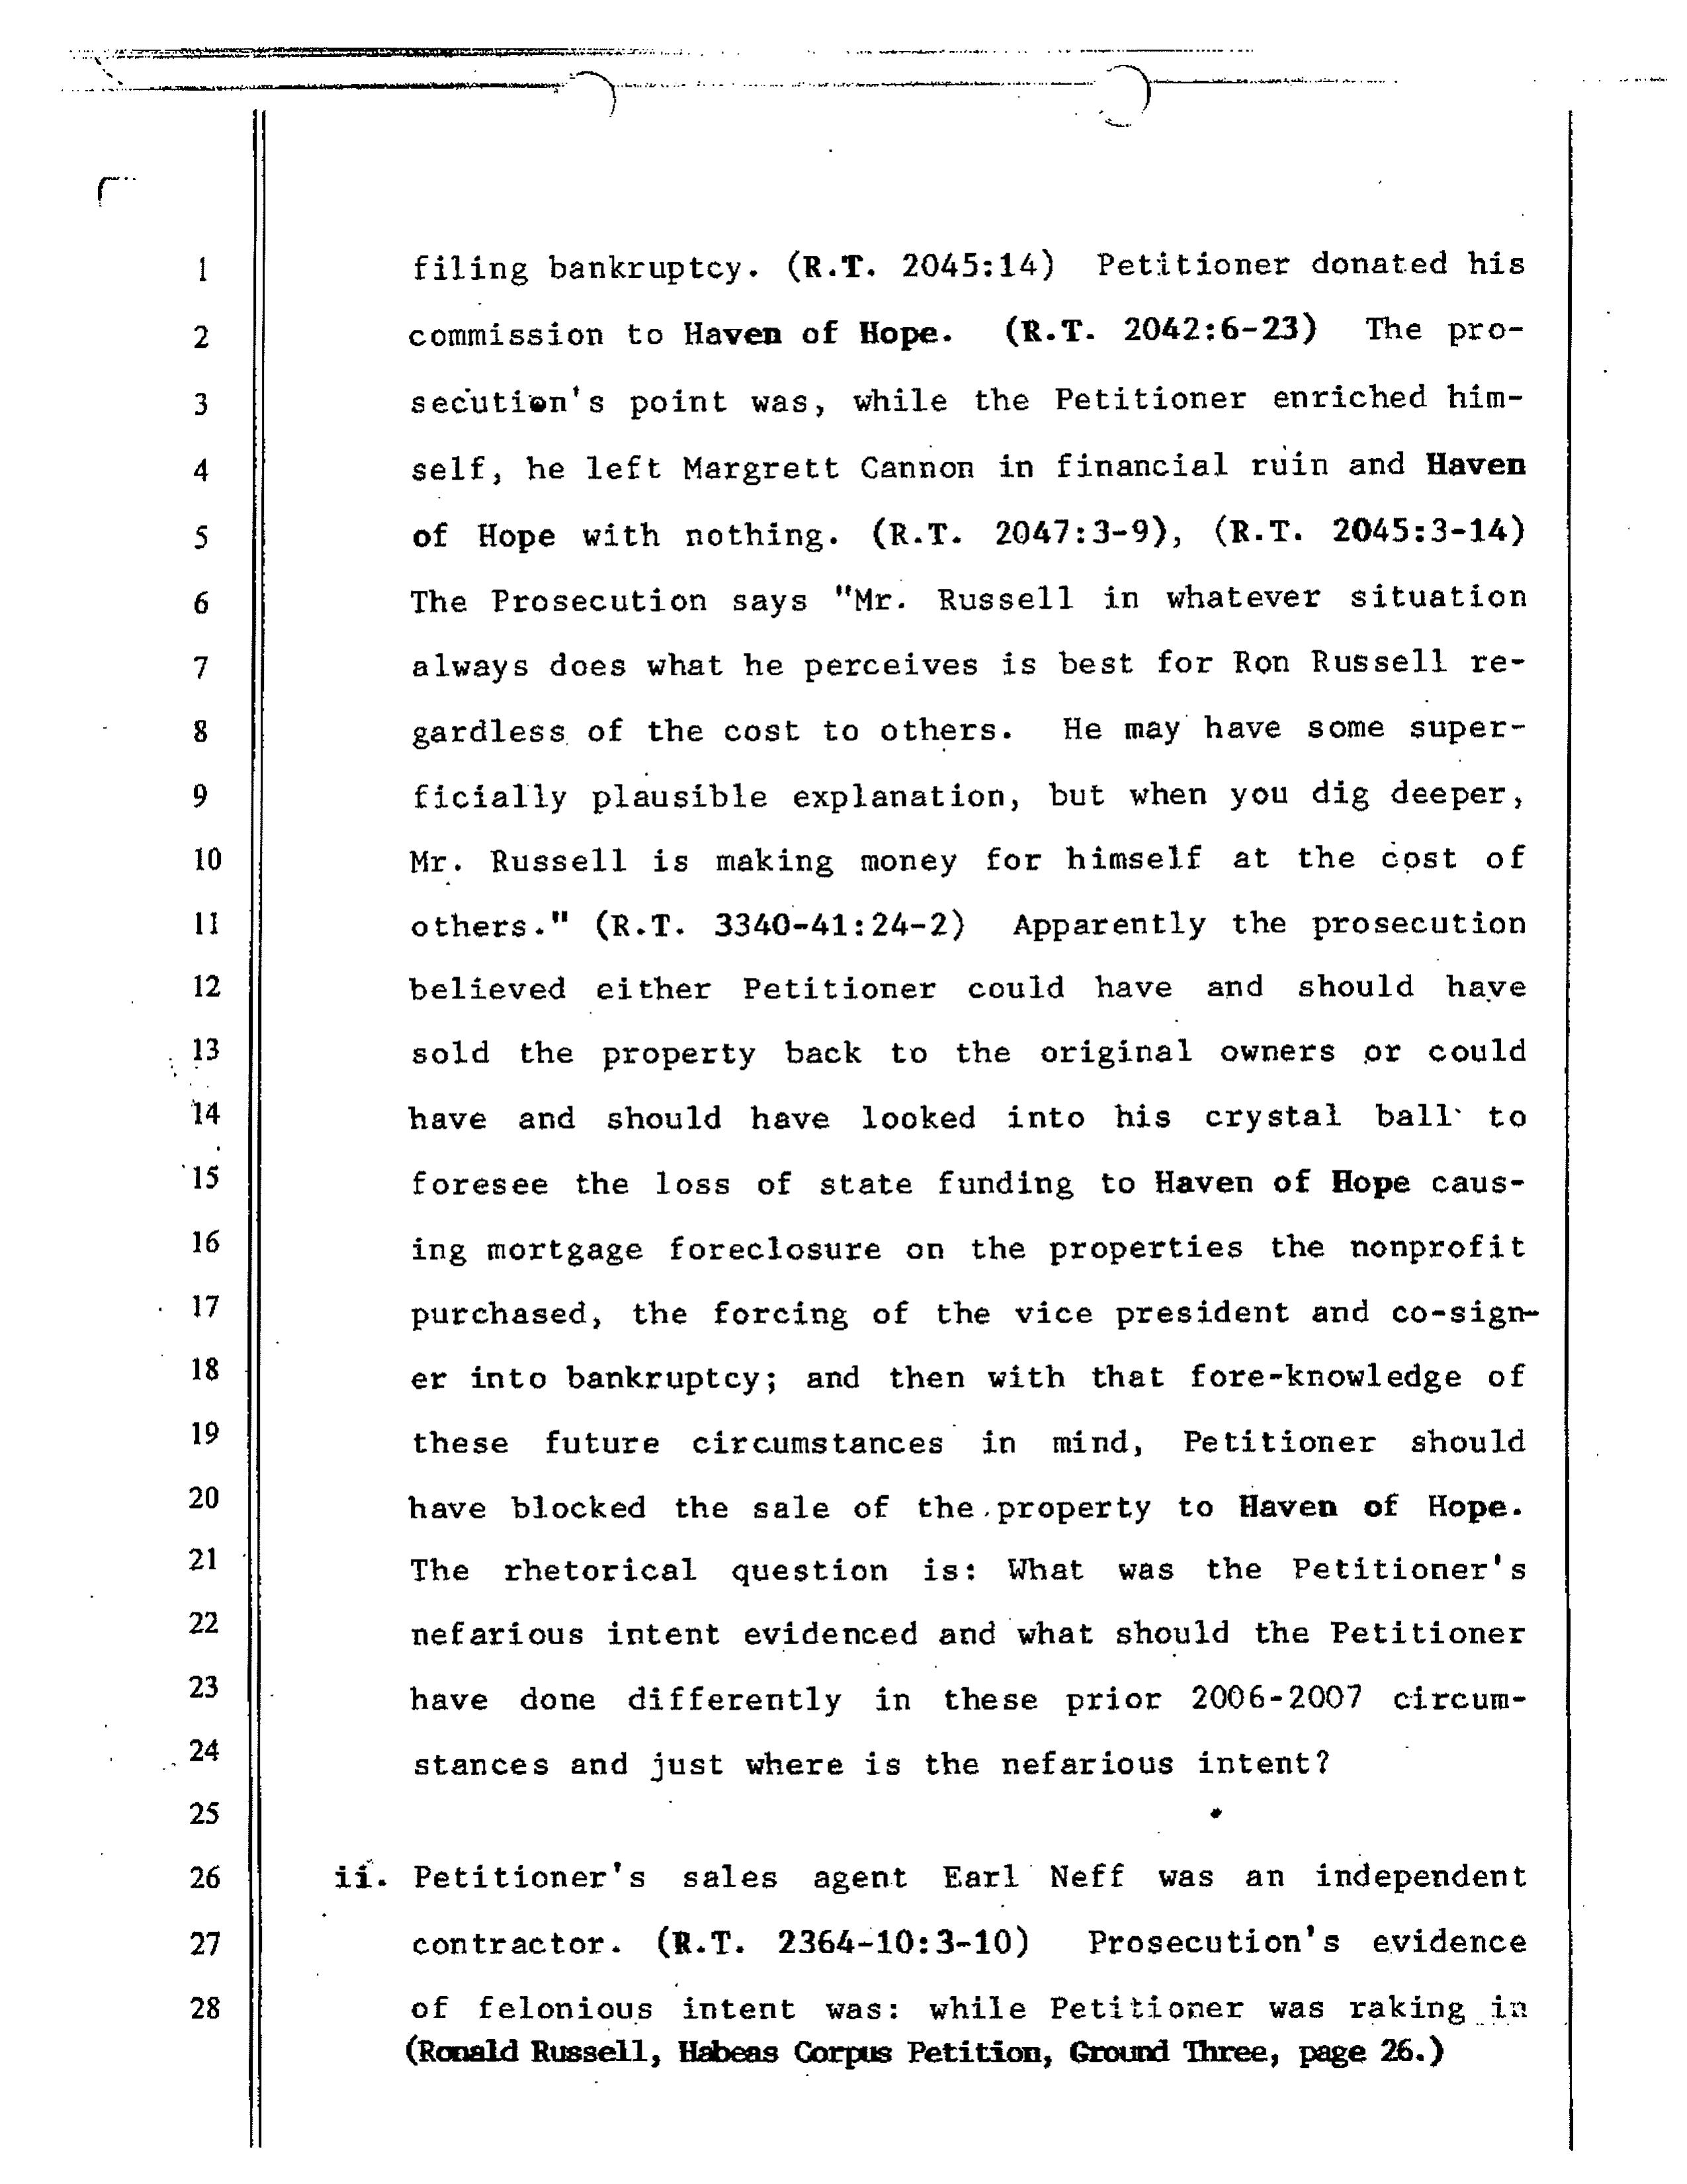 1 filing bankruptcy. (R.T. 2045:14) Petitioner donated his
2 commission to Haven of Hope. (R.T. 2042:6-23) The pro-
3 secution's point was, while the Petitioner enriched him-
4 self, he left Margrett Cannon in financial ruin and Haven
5 of Hope with nothing. (R.T. 2047:3-9), (R.T. 2045:3-14)
6 The Prosecution says "Mr. Russell in whatever situation
7 always does what he perceives is best for Ron Russell re-
8 gardless of the cost to others. He may have some super-
9 ficially plausible explanation, but when you dig deeper,
10 Mr. Russell is making money for himself at the cost of
11 others." (R.T. 3340-41:24-2) Apparently the prosecution
12 believed either Petitioner could have and should have
13 sold the property back to the original owners or could
14 have and should have looked into his crystal ball to
15 foresee the loss of state funding to Haven of Hope caus-
16 ing mortgage foreclosure on the properties the nonprofit
17 purchased, the forcing of the vice president and co-sign-
18 er into bankruptcy; and then with that fore-knowledge of
19 these future circumstances in mind, Petitioner should
20 have blocked the sale of the property to Haven of Hope.
21 The rhetorical question is: What was the Petitioner's
22 nefarious intent evidenced and what should the Petitioner
23 have done differently in these prior 2006-2007 circum-
24 stances and just where is the nefarious intent?
25
26 ii. Petitioner's sales agent Earl Neff was an independent
27 contractor. (R.T. 2364-10:3-10) Prosecution's evidence
28 of felonious intent was: while Petitioner was raking in
(Ronald Russell, Habeas Corpus Petition, Ground Three, page 26.)